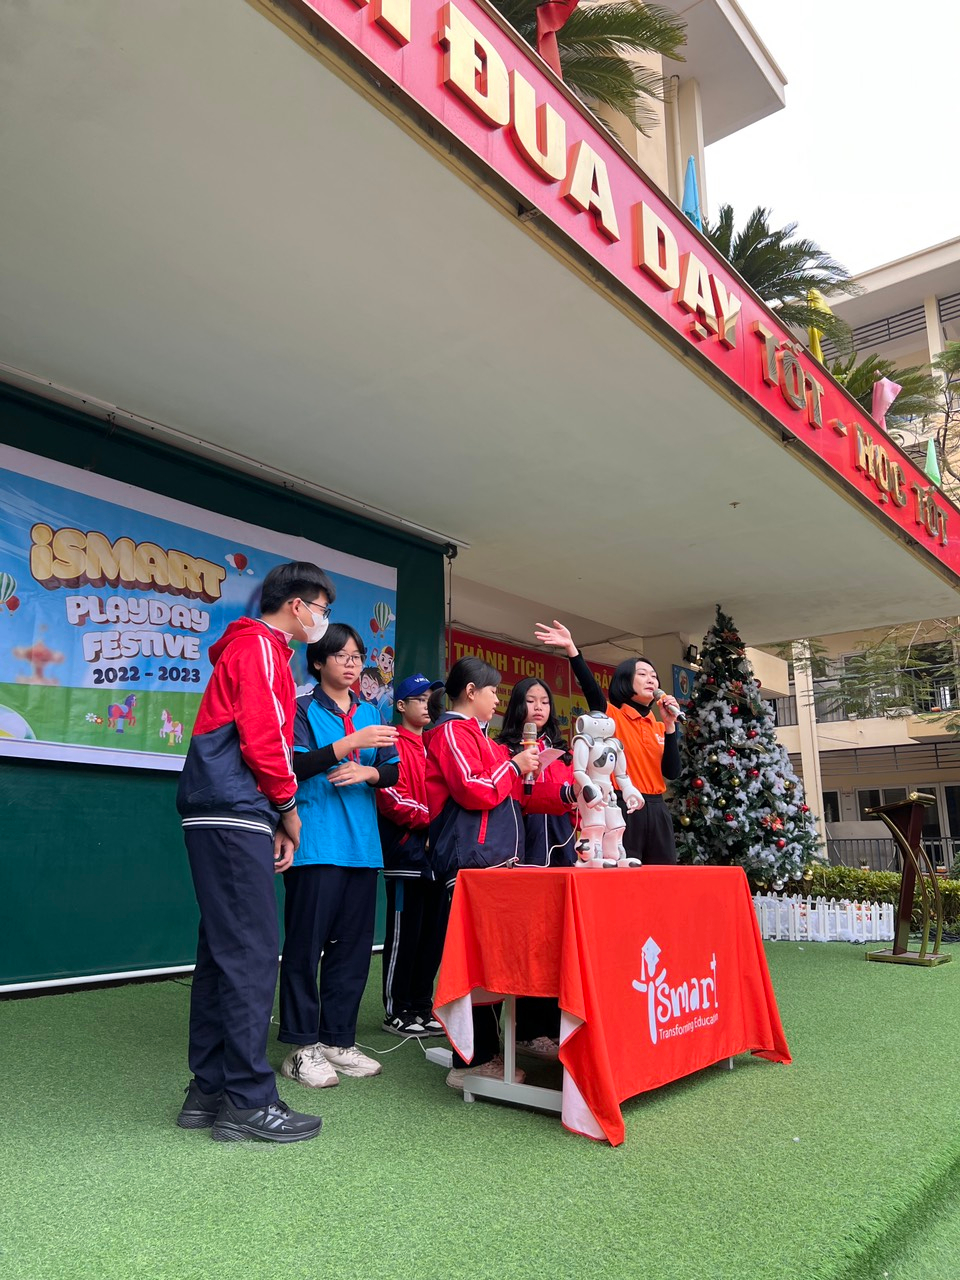 ĐUA DẠY TỐT - HỌC TỐT
iSMART
PLAYDAY
FESTIVE
2022 - 2023
THÀNH TÍCH
ismart
Transforming Education